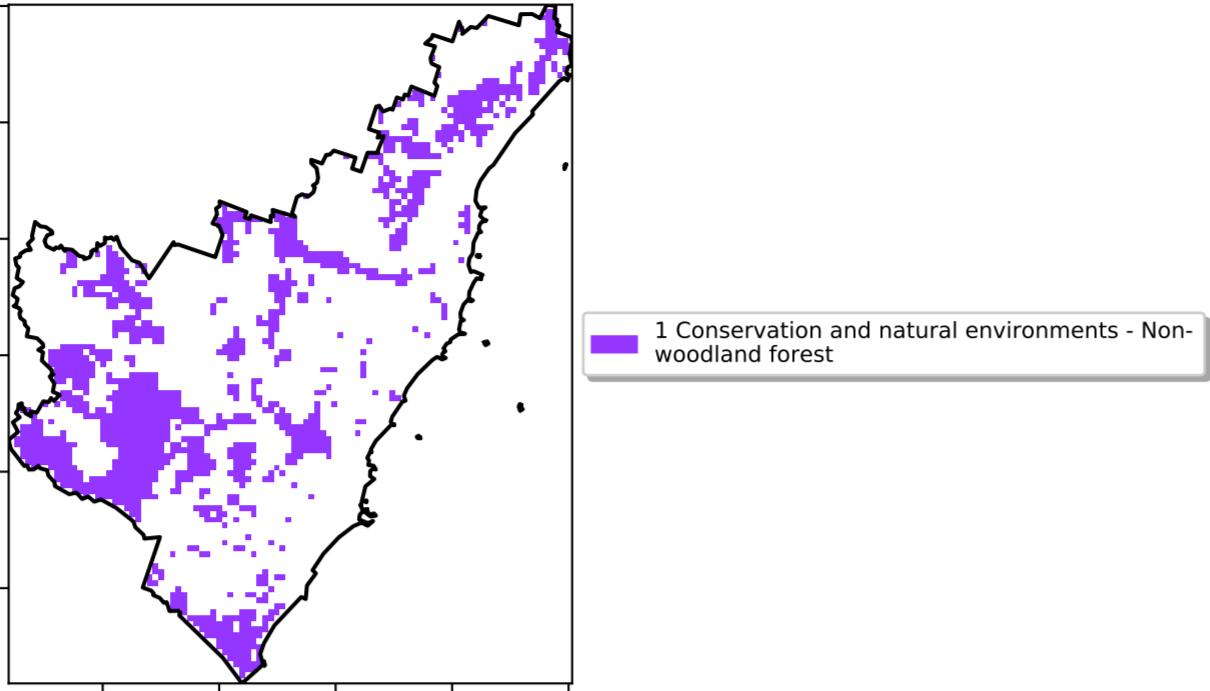 1 Conservation and natural environments - Non-
woodland forest